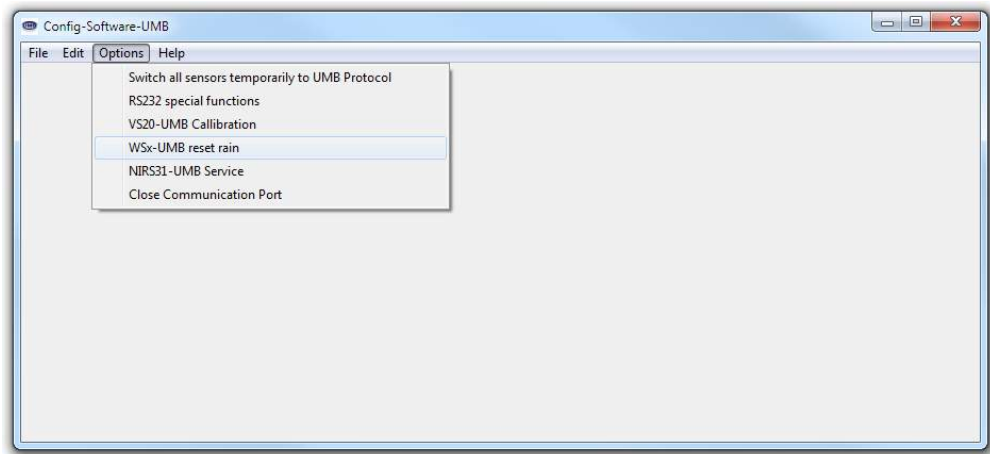 Config-Software-UMB
File Edit Options Help
Switch all sensors temporarily to UMB Protocol
RS232 special functions
VS20-UMB Callibration
WSx-UMB reset rain
NIRS31-UMB Service
Close Communication Port